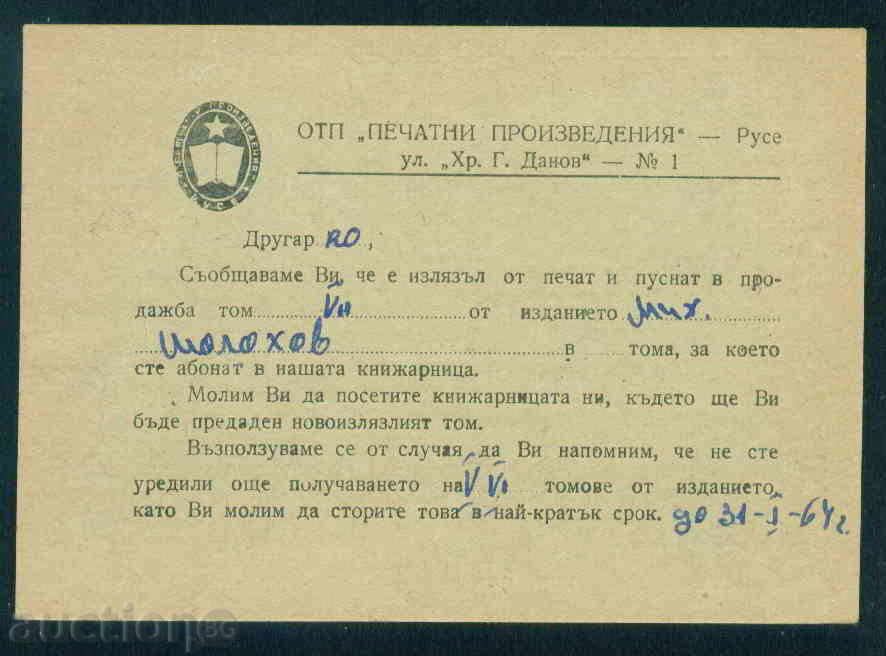 ОТП „ПЕЧАТНИ ПРОИЗВЕДЕНИЯ“ — Русе
ул. „Хр. Г. Данов“ — № 1
Другар ко,
Съобщаваме Ви, че е излязъл от печат и пуснат в про-
дажба том VII от изданието Мих.
Шолохов в тома, за което
сте абонат в нашата книжарница.
Молим Ви да посетите книжарницата ни, където ще Ви
бъде предаден новоизлязлият том.
Възползуваме се от случая, да Ви напомним, че не сте
уредили още получаването на V VI томове от изданието,
като Ви молим да сторите това в най-кратък срок. до 31-I-64 г.
auction BG